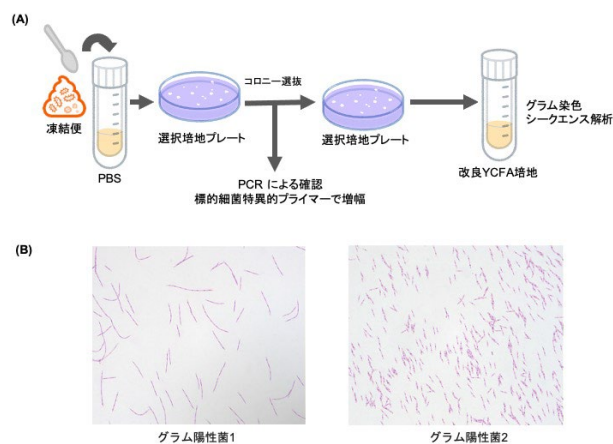 (A)
凍結便
PBS
選択培地プレート
コロニー選抜
PCR による確認
標的細菌特異的プライマーで増幅
選択培地プレート
改良YCFA培地
グラム染色
シークエンス解析
(B)
グラム陽性菌1
グラム陽性菌2